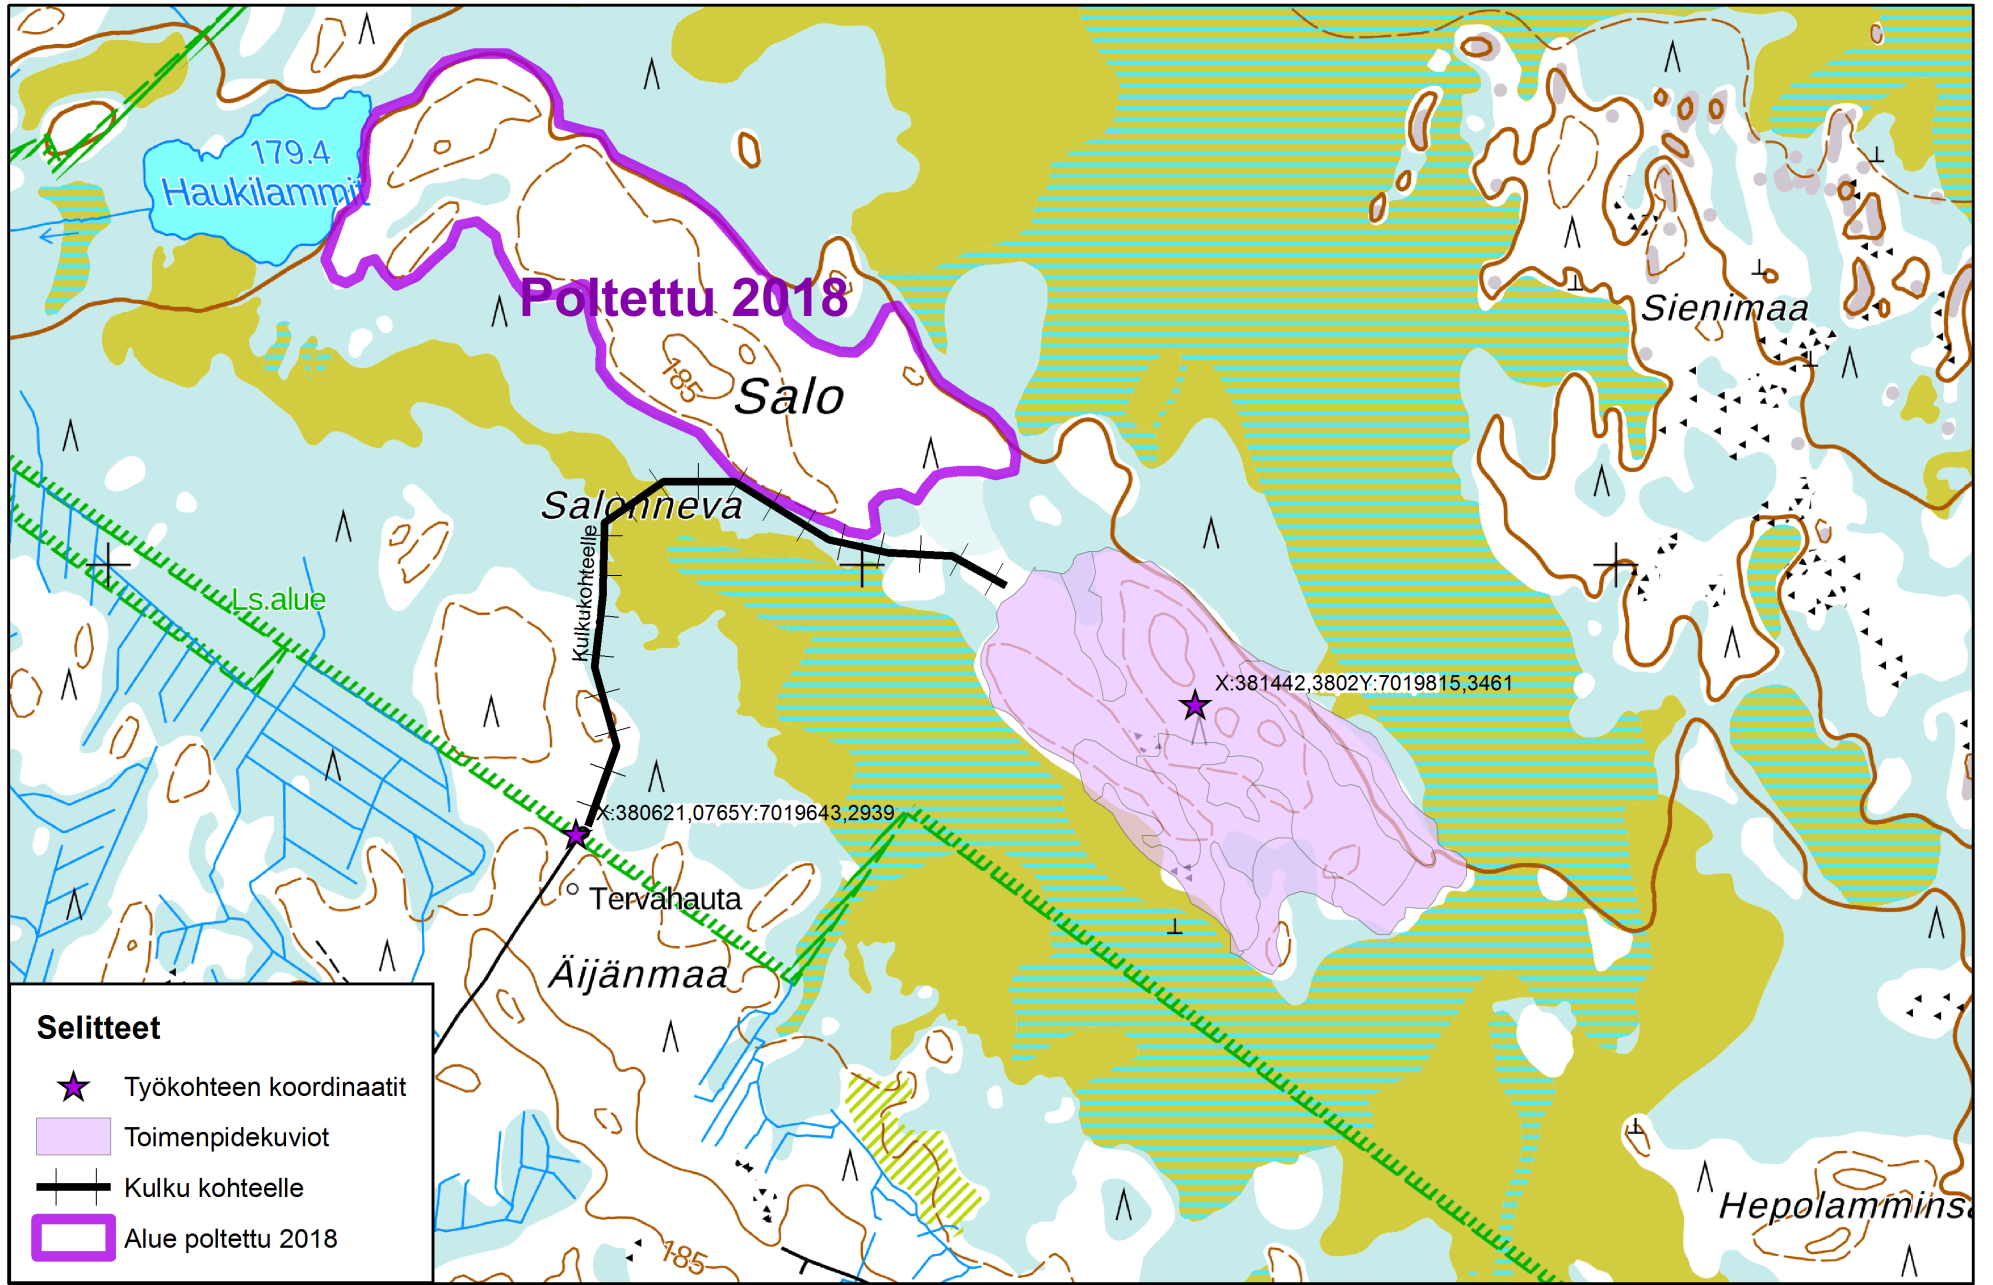 179.4
Haukilammit
Poltettu 2018
Sienimaa
185
Salo
Salonneva
Kulkukohteelle
Ls.alue
X:381442,3802Y:7019815,3461
X:380621,0765Y:7019643,2939
Tervahauta
Äijänmaa
Selitteet
Työkohteen koordinaatit
Toimenpidekuviot
Kulku kohteelle
Alue poltettu 2018
Hepolammins
185